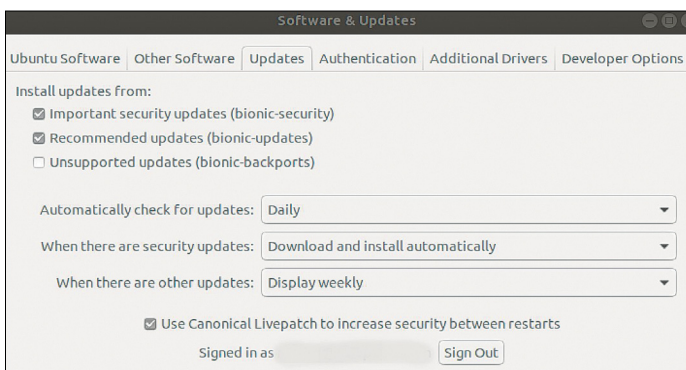 Software & Updates
Ubuntu Software Other Software Updates Authentication Additional Drivers Developer Options
Install updates from:
Important security updates (bionic-security)
Recommended updates (bionic-updates)
Unsupported updates (bionic-backports)
Automatically check for updates: Daily
When there are security updates: Download and install automatically
When there are other updates: Display weekly
Use Canonical Livepatch to increase security between restarts
Signed in as Sign Out